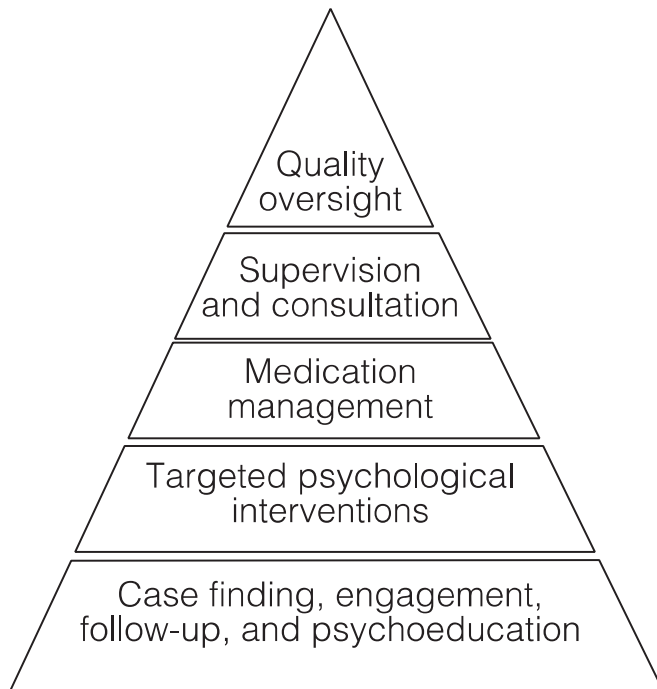 Quality
oversight
Supervision
and consultation
Medication
management
Targeted psychological
interventions
Case finding, engagement,
follow-up, and psychoeducation